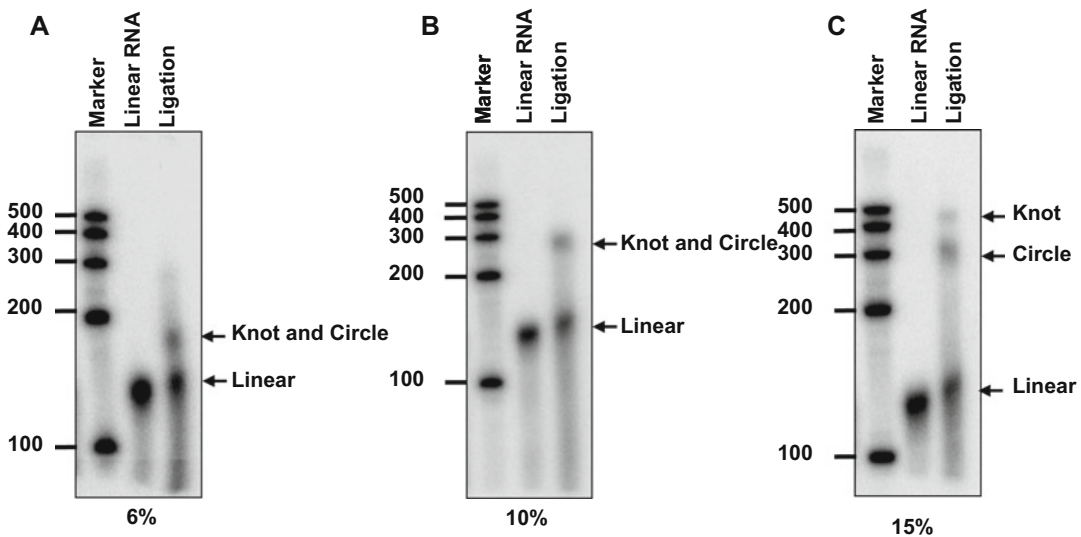 A
Marker
Linear RNA
Ligation
500
400
300
200
100
Knot and Circle
Linear
6%
B
Marker
Linear RNA
Ligation
500
400
300
200
100
Knot and Circle
Linear
10%
C
Marker
Linear RNA
Ligation
500
400
300
200
100
Knot
Circle
Linear
15%